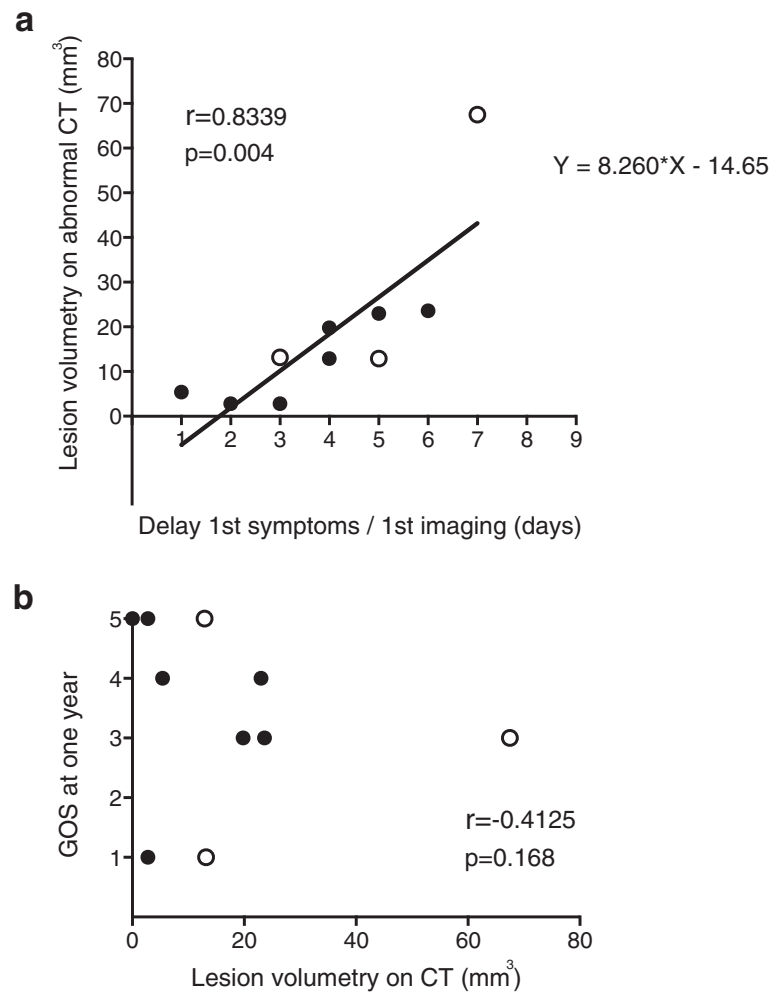 a
Lesion volumetry on abnormal CT (mm³)
80
70
60
50
40
30
20
10
0
r=0.8339
p=0.004
Y = 8.260*X - 14.65
1 2 3 4 5 6 7 8 9
Delay 1st symptoms / 1st imaging (days)
b
GOS at one year
5
4
3
2
1
r=-0.4125
p=0.168
0 20 40 60 80
Lesion volumetry on CT (mm³)